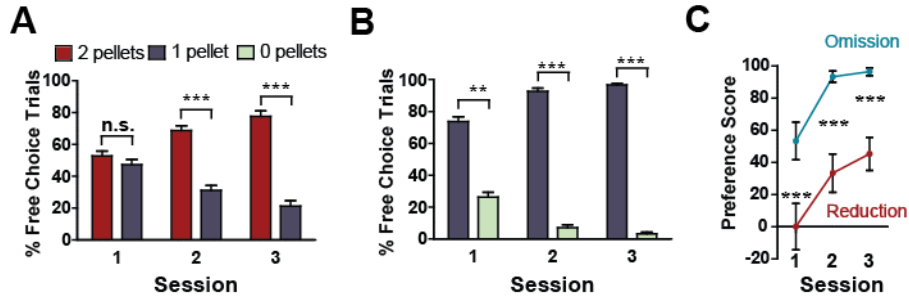 A
2 pellets 1 pellet 0 pellets
% Free Choice Trials
100
80
60
40
20
0
n.s.
***
***
1 2 3
Session
B
% Free Choice Trials
100
80
60
40
20
0
**
***
***
1 2 3
Session
C
Omission
Preference Score
100
80
60
40
20
0
-20
***
***
***
Reduction
1 2 3
Session